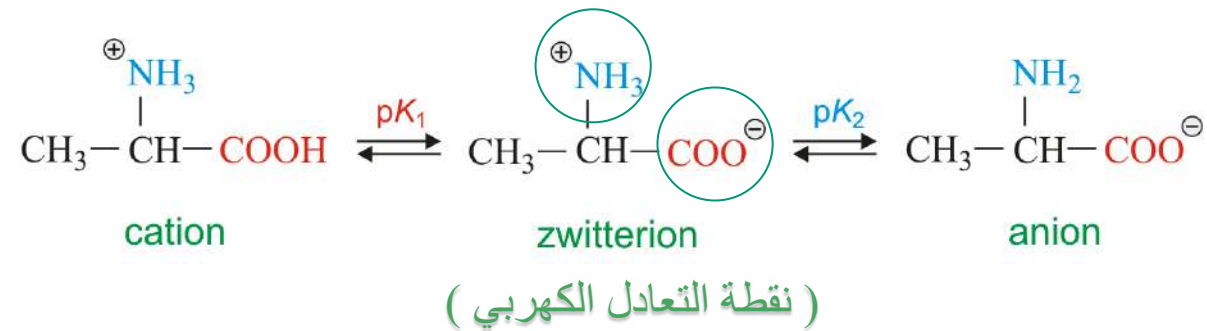 ⊕NH₃ ⊕NH₃ NH₂
CH₃—CH—COOH pK₁ CH₃—CH—COO⊖ pK₂ CH₃—CH—COO⊖
cation zwitterion anion
( نقطة التعادل الكهربي )